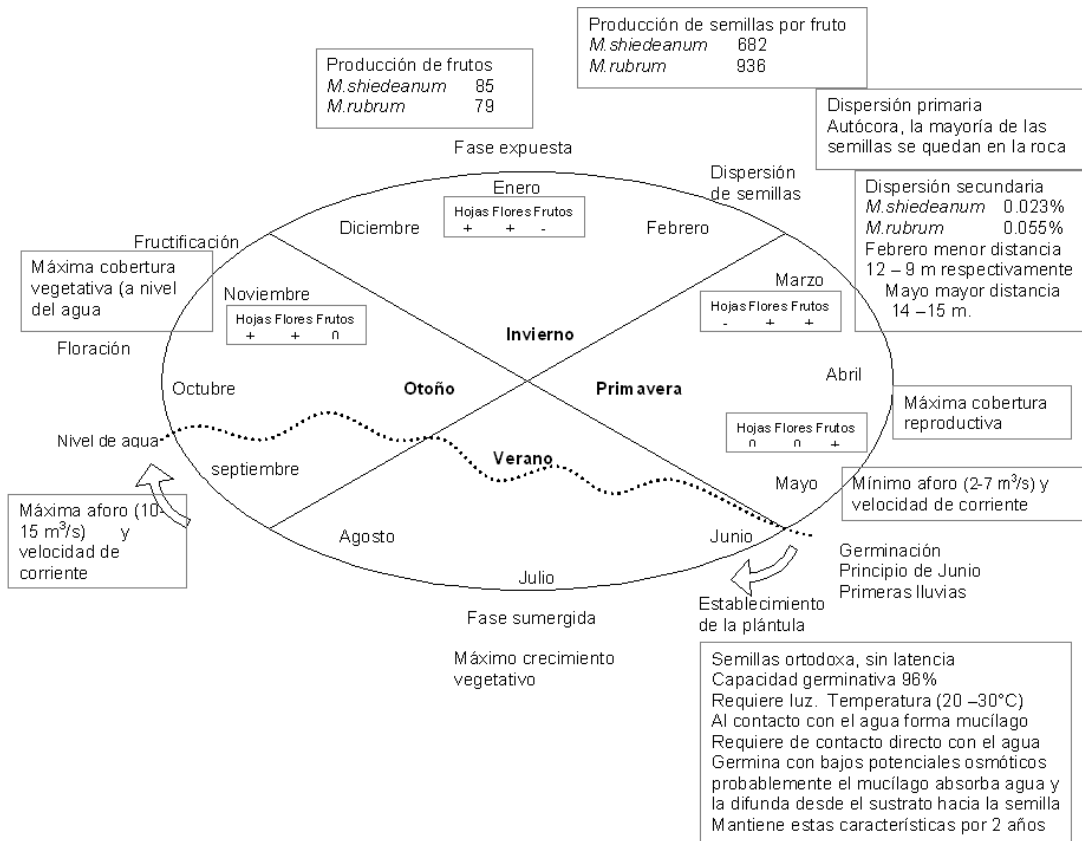 Producción de semillas por fruto
M.shiedeanum 682
M.rubrum 936
Producción de frutos
M.shiedeanum 85
M.rubrum 79
Dispersión primaria
Autócora, la mayoría de las
semillas se quedan en la roca
Fase expuesta
Dispersión
de semillas
Dispersión secundaria
M.shiedeanum 0.023%
M.rubrum 0.055%
Febrero menor distancia
12 – 9 m respectivamente
Mayo mayor distancia
14 –15 m.
Enero
Hojas Flores Frutos
+ + -
Diciembre
Febrero
Fructificación
Máxima cobertura
vegetativa (a nivel
del agua
Noviembre
Hojas Flores Frutos
+ + ∩
Marzo
Hojas Flores Frutos
- + +
Invierno
Floración
Octubre
Otoño
Primavera
Abril
Máxima cobertura
reproductiva
Hojas Flores Frutos
∩ ∩ +
Nivel de agua
Verano
septiembre
Mayo
Mínimo aforo (2-7 m³/s) y
velocidad de corriente
Máxima aforo (10-
15 m³/s) y
velocidad de
corriente
Agosto
Junio
Julio
Germinación
Principio de Junio
Primeras lluvias
Establecimiento
de la plántula
Fase sumergida
Máximo crecimiento
vegetativo
Semillas ortodoxa, sin latencia
Capacidad germinativa 96%
Requiere luz. Temperatura (20 –30°C)
Al contacto con el agua forma mucílago
Requiere de contacto directo con el agua
Germina con bajos potenciales osmóticos
probablemente el mucílago absorba agua y
la difunda desde el sustrato hacia la semilla
Mantiene estas características por 2 años